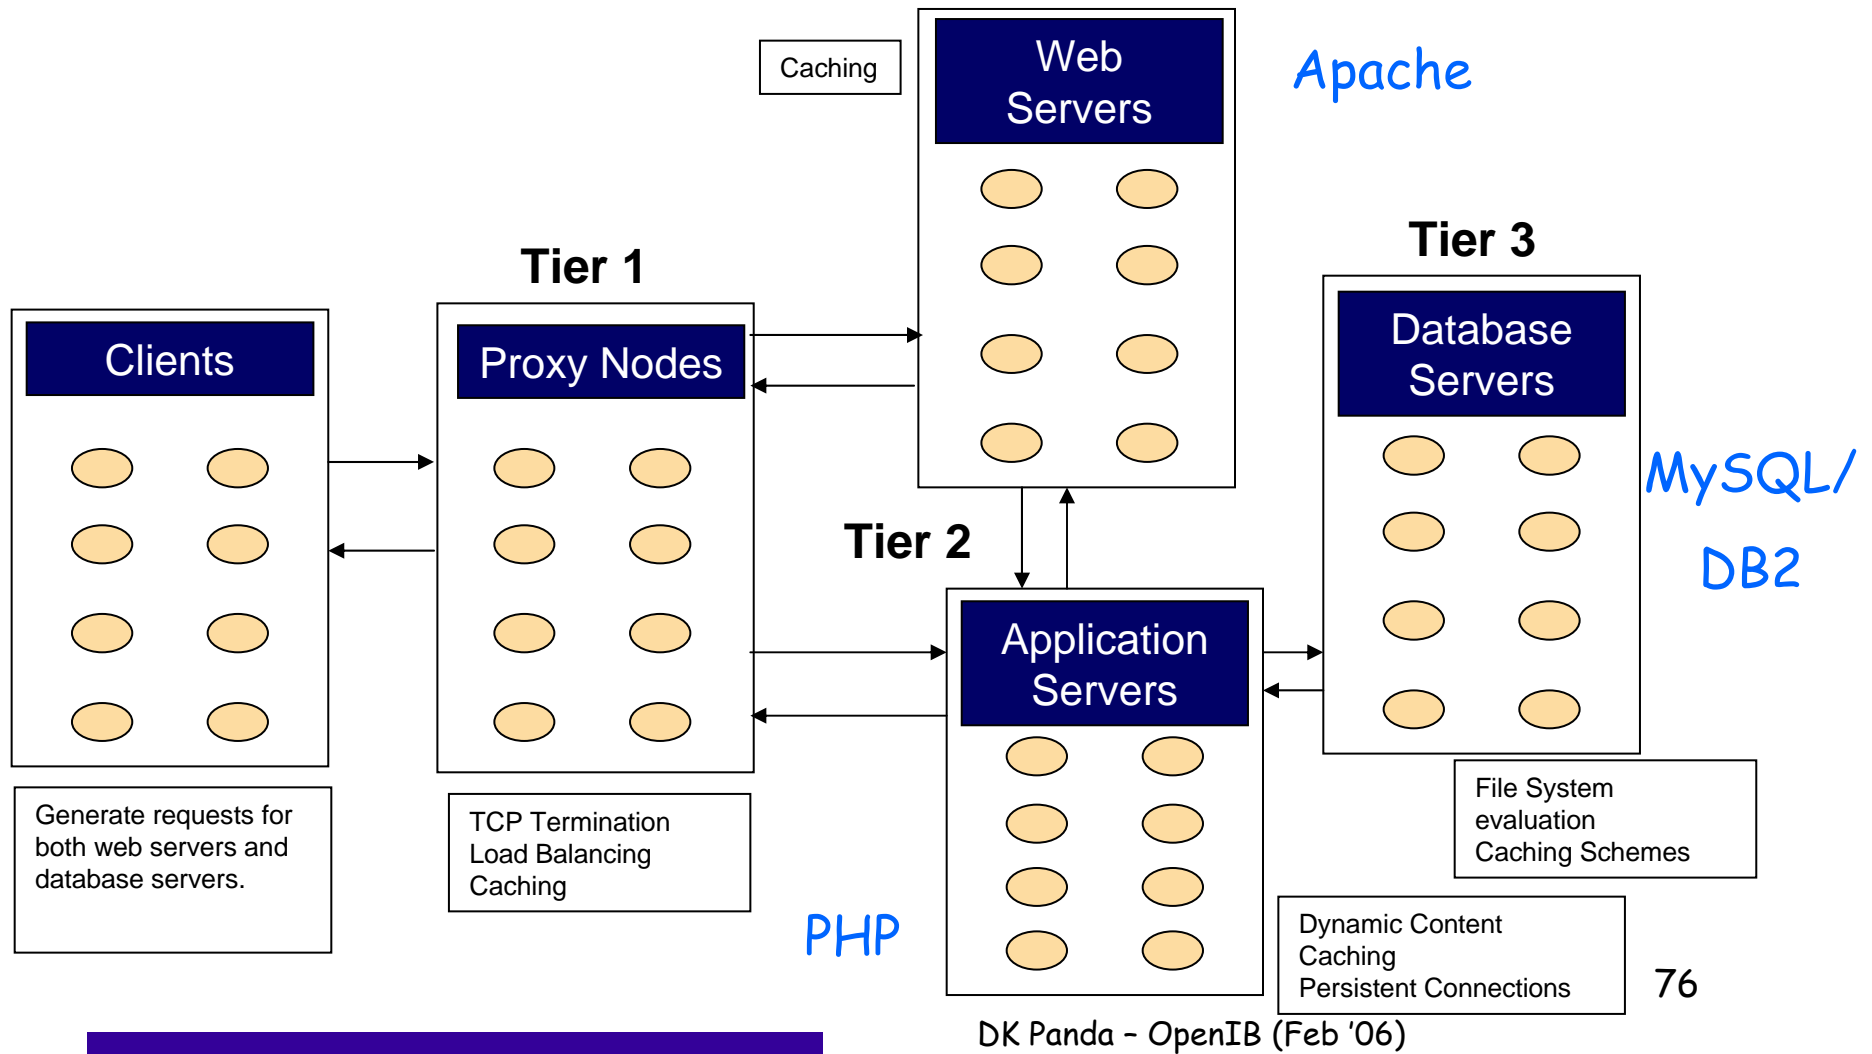 Caching
Web
Servers
Apache
Tier 1
Tier 3
Clients
Proxy Nodes
Database
Servers
MySQL/
DB2
Tier 2
Application
Servers
Generate requests for
both web servers and
database servers.
TCP Termination
Load Balancing
Caching
File System
evaluation
Caching Schemes
PHP
Dynamic Content
Caching
Persistent Connections
76
DK Panda – OpenIB (Feb '06)